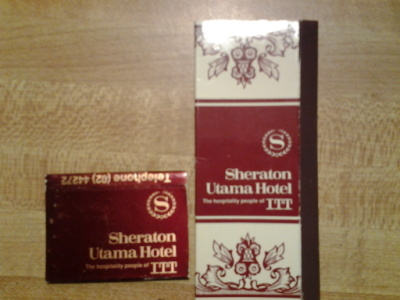 Telephone (02) 44272
S
Sheraton
Utama Hotel
The hospitality people of ITT
S
Sheraton
Utama Hotel
The hospitality people of ITT